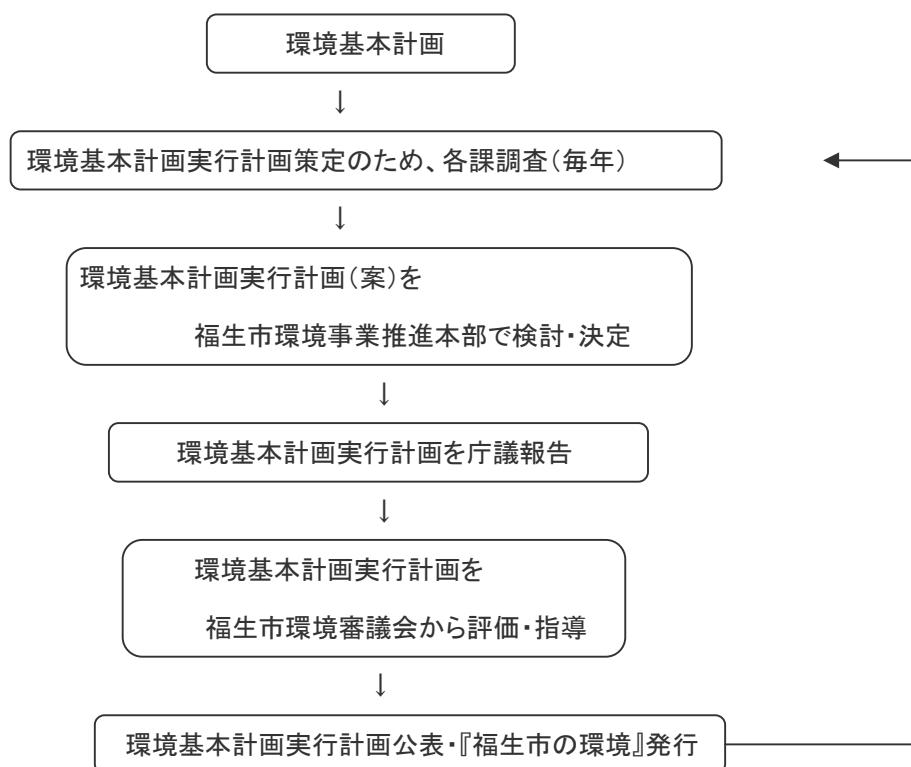 環境基本計画
↓
環境基本計画実行計画策定のため、各課調査（毎年）
↓
環境基本計画実行計画（案）を
福生市環境事業推進本部で検討・決定
↓
環境基本計画実行計画を庁議報告
↓
環境基本計画実行計画を
福生市環境審議会から評価・指導
↓
環境基本計画実行計画公表・『福生市の環境』発行